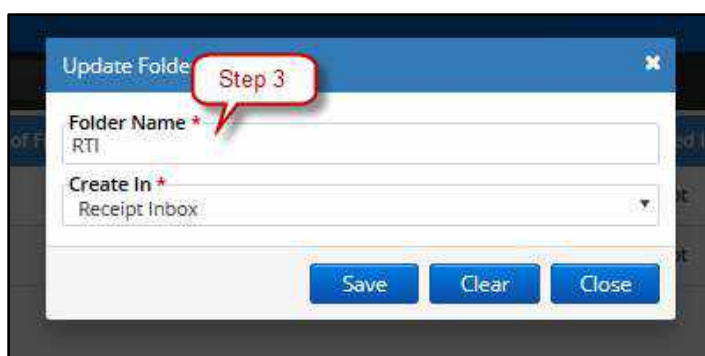 Update Folde
Step 3
Folder Name *
RTI
Create In *
Receipt Inbox
Save Clear Close